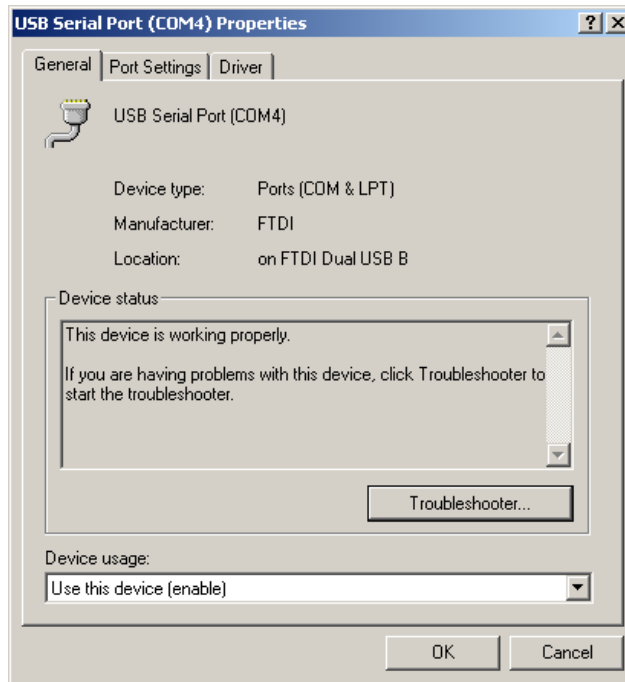 USB Serial Port (COM4) Properties
General Port Settings Driver
USB Serial Port (COM4)
Device type: Ports (COM & LPT)
Manufacturer: FTDI
Location: on FTDI Dual USB B
Device status
This device is working properly.
If you are having problems with this device, click Troubleshooter to
start the troubleshooter.
Troubleshooter...
Device usage:
Use this device (enable)
OK Cancel